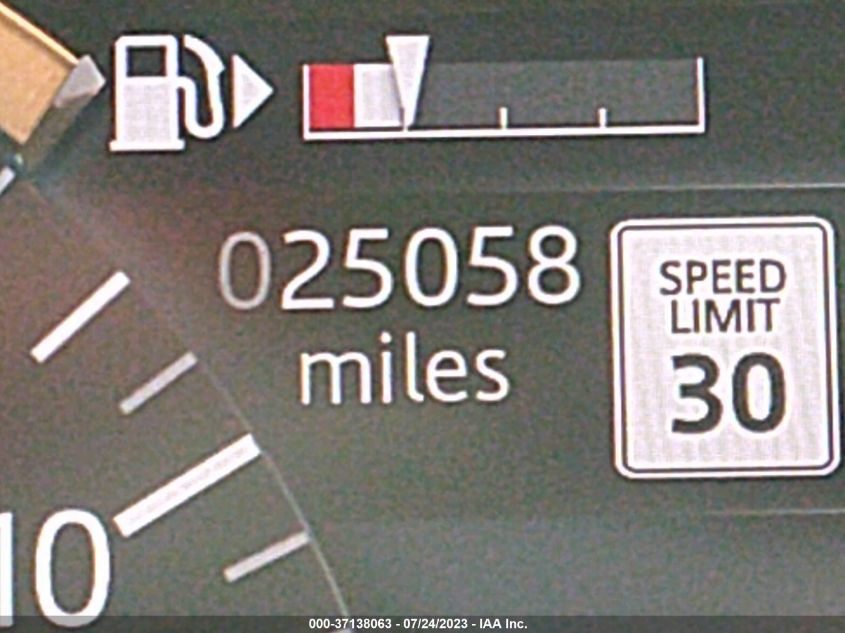 025058
miles
SPEED
LIMIT
30
10
000-37138063 - 07/24/2023 - IAA Inc.